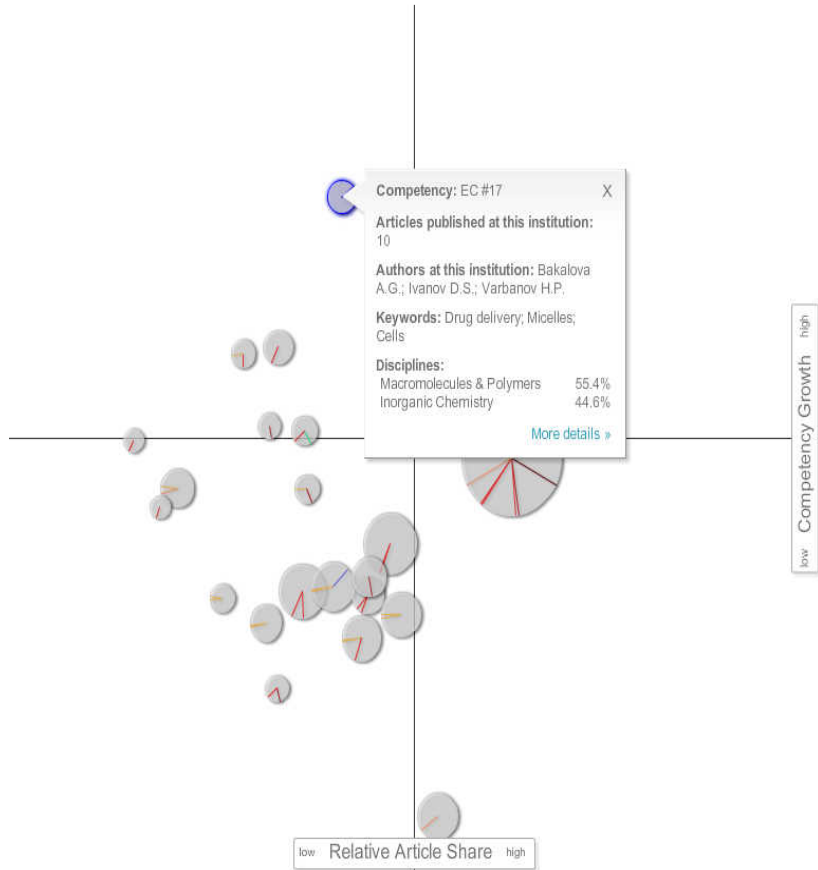 Competency: EC #17 X
Articles published at this institution:
10
Authors at this institution: Bakalova
A.G.; Ivanov D.S.; Varbanov H.P.
Keywords: Drug delivery; Micelles;
Cells
Disciplines:
Macromolecules & Polymers 55.4%
Inorganic Chemistry 44.6%
More details »
low Competency Growth high
low Relative Article Share high